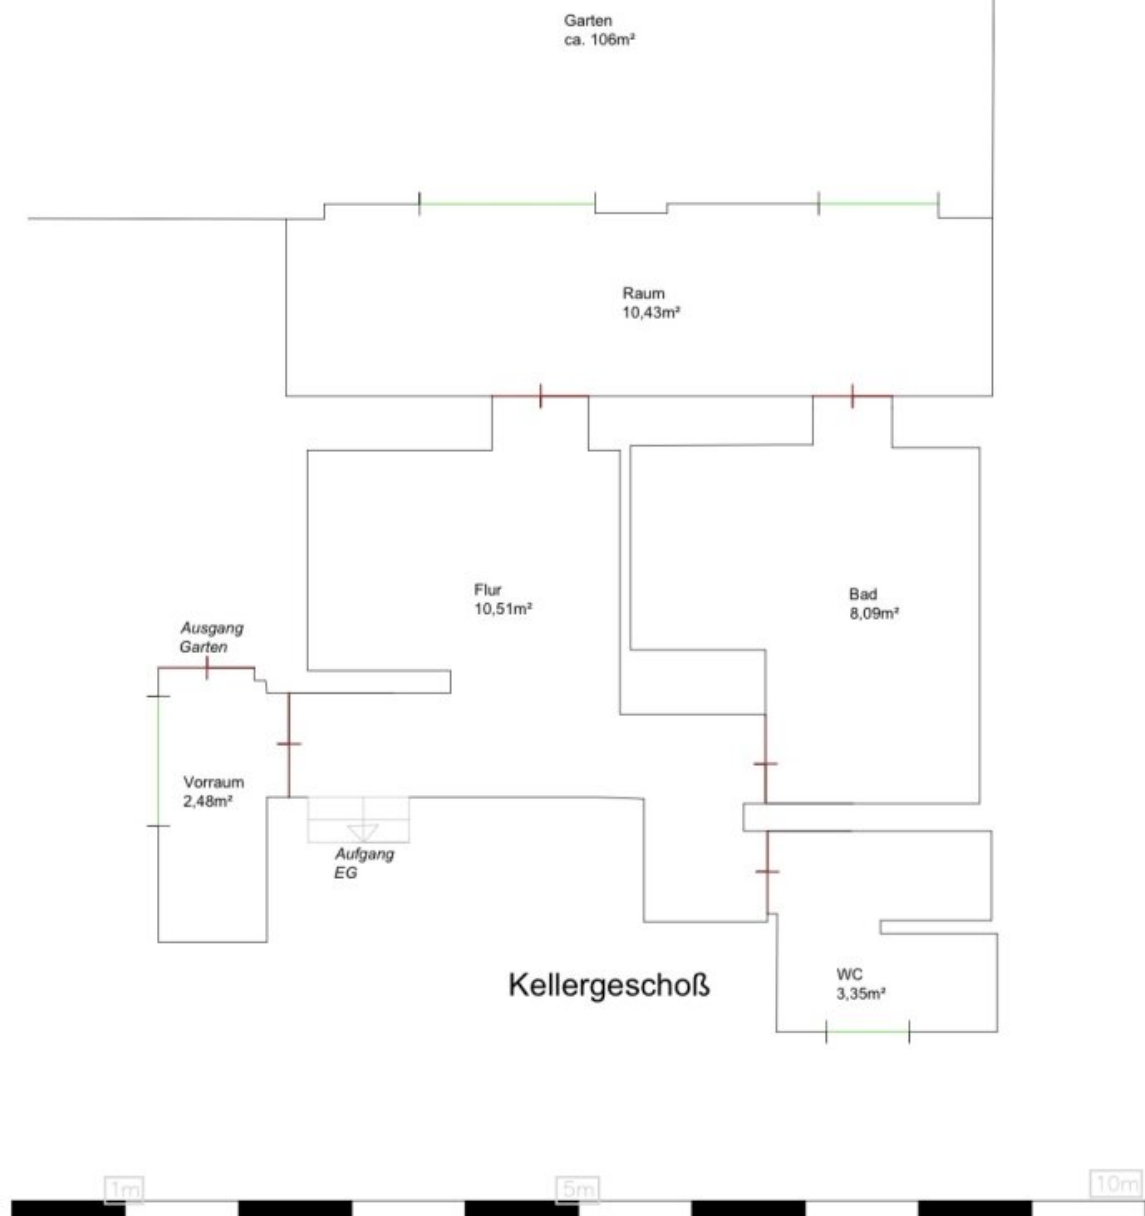 Garten
ca. 106m²
Raum
10,43m²
Flur
10,51m²
Bad
8,09m²
Ausgang
Garten
Vorraum
2,48m²
Aufgang
EG
WC
3,35m²
Kellergeschoß
1m
5m
10m